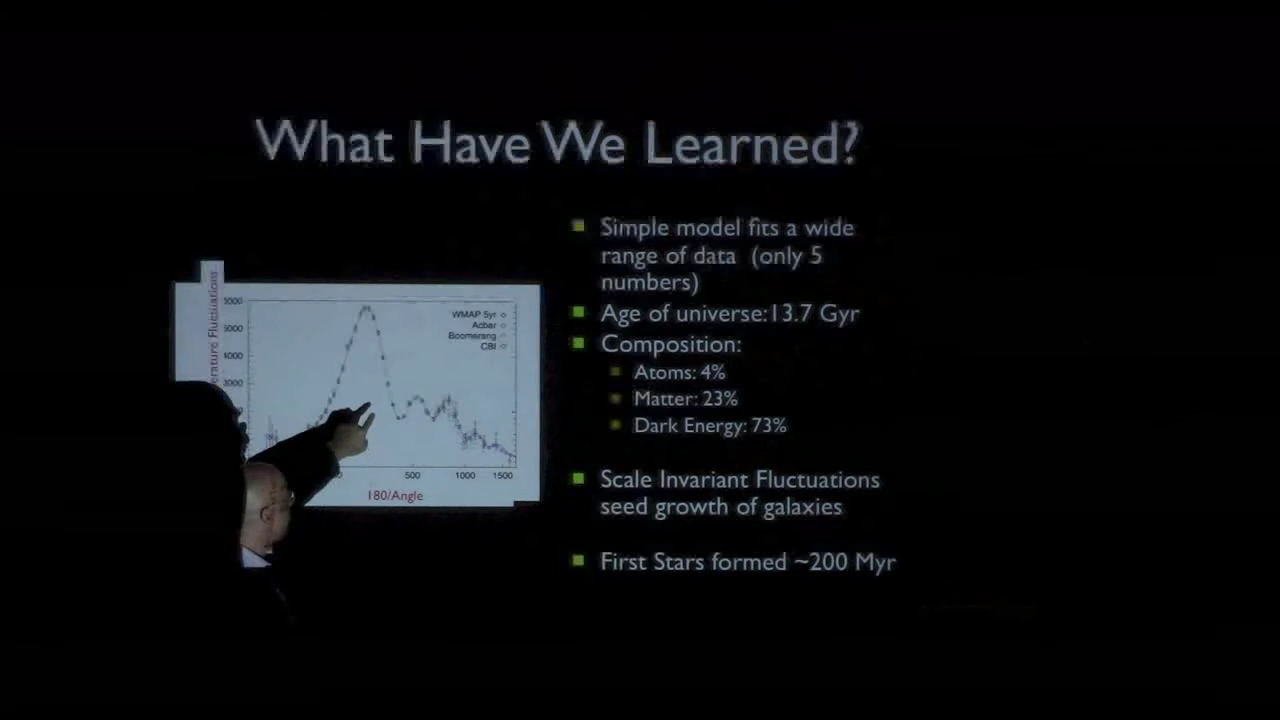 What Have We Learned?
Simple model fits a wide
range of data (only 5
numbers)
Age of universe:13.7 Gyr
Composition:
Atoms: 4%
Matter: 23%
Dark Energy: 73%
Scale Invariant Fluctuations
seed growth of galaxies
First Stars formed ~200 Myr
Fluctuations
5000
4000
3000
WMAP 5yr
Acbar
Boomerang
CBI
500
1000
1500
180/Angle